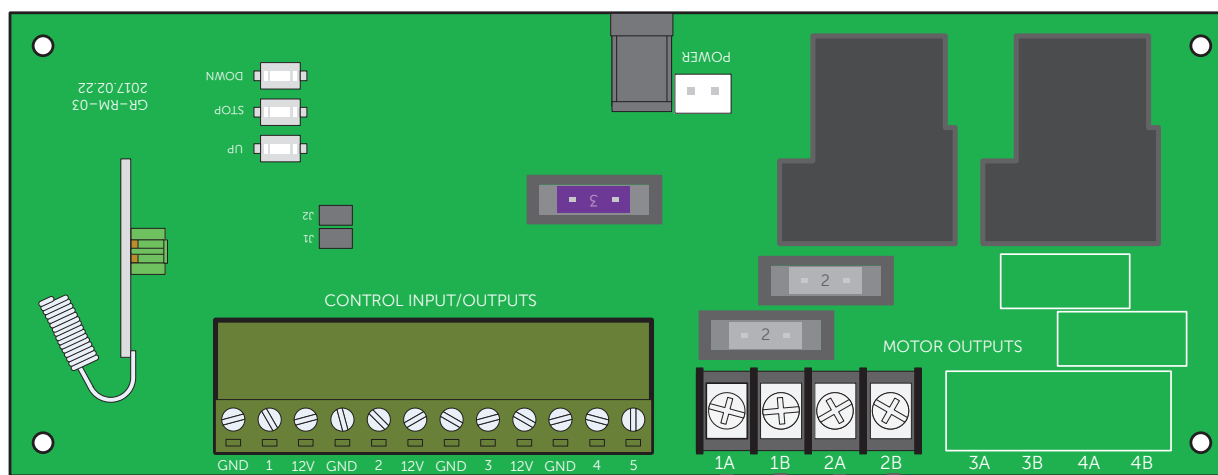 POWER
DOWN
STOP
UP
GR-RM-03
2017.02.22
3
J2
J1
2
2
CONTROL INPUT/OUTPUTS
MOTOR OUTPUTS
GND 1 12V GND 2 12V GND 3 12V GND 4 5
1A 1B 2A 2B 3A 3B 4A 4B